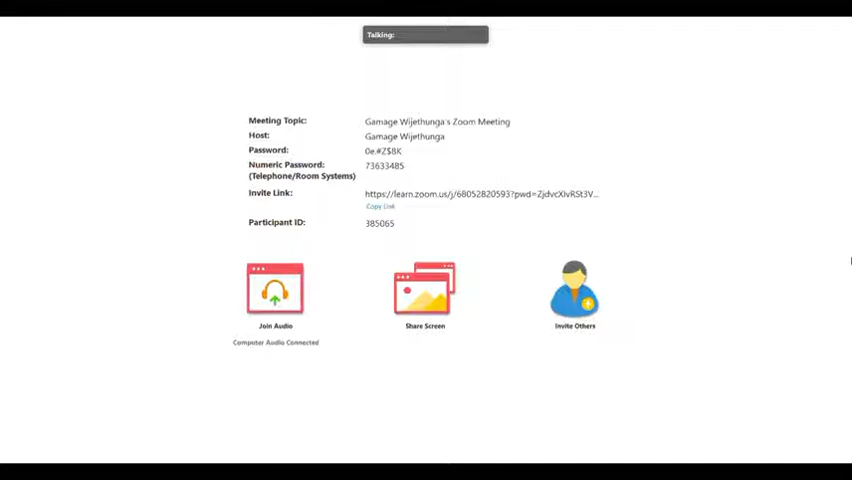 Talking:
Meeting Topic: Gamage Wijethunga's Zoom Meeting
Host: Gamage Wijethunga
Password: 0e.#Z$8K
Numeric Password: 73633485
(Telephone/Room Systems)
Invite Link: https://learn.zoom.us/j/68052820593?pwd=ZjdvcXIvRSt3V...
Copy Link
Participant ID: 385065
Join Audio
Share Screen
Invite Others
Computer Audio Connected